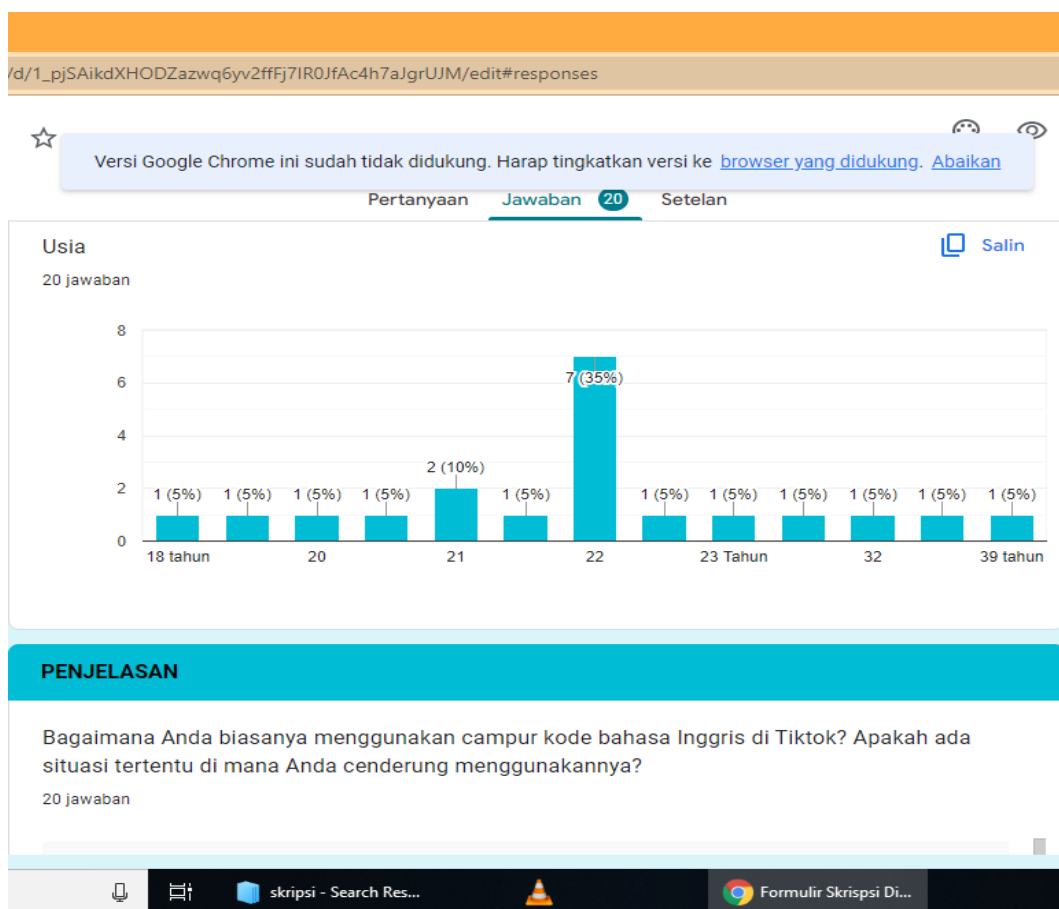 /d/1_pjSAikdXHODZazwq6yv2ffFj7IR0JfAc4h7aJgrUJM/edit#responses
Versi Google Chrome ini sudah tidak didukung. Harap tingkatkan versi ke browser yang didukung. Abaikan
Pertanyaan Jawaban 20 Setelan
Usia Salin
20 jawaban
8
6
4
2
0
7 (35%)
2 (10%)
1 (5%) 1 (5%) 1 (5%) 1 (5%) 1 (5%) 1 (5%) 1 (5%) 1 (5%) 1 (5%) 1 (5%) 1 (5%)
18 tahun 20 21 22 23 Tahun 32 39 tahun
PENJELASAN
Bagaimana Anda biasanya menggunakan campur kode bahasa Inggris di Tiktok? Apakah ada
situasi tertentu di mana Anda cenderung menggunakannya?
20 jawaban
skripsi - Search Res... Formulir Skrispsi Di...